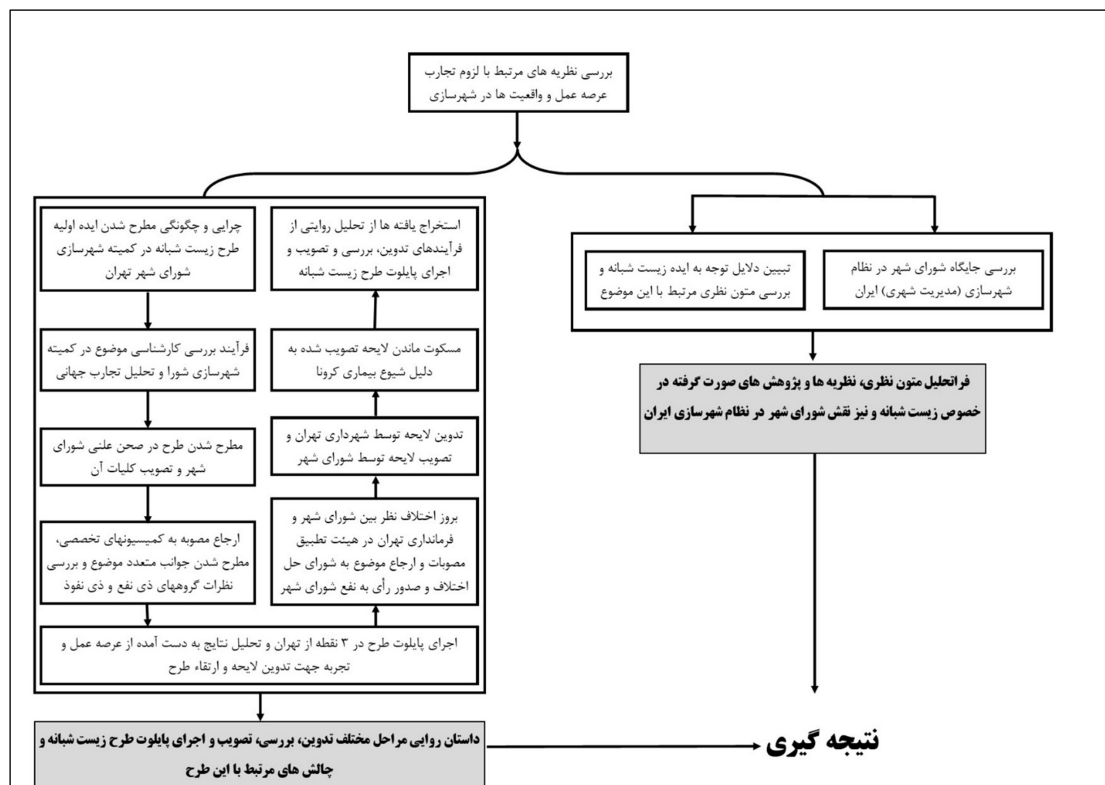 بررسی نظریه های مرتبط با لزوم تجارب
عرصه عمل و واقعیت ها در شهرسازی
بررسی جایگاه شورای شهر در نظام
شهرسازی (مدیریت شهری) ایران
تبیین دلایل توجه به ایده زیست شبانه و
بررسی متون نظری مرتبط با این موضوع
فراتحلیل متون نظری، نظریه ها و پژوهش های صورت گرفته در
خصوص زیست شبانه و نیز نقش شورای شهر در نظام شهرسازی ایران
چرایی و چگونگی مطرح شدن ایده اولیه
طرح زیست شبانه در کمیته شهرسازی
شورای شهر تهران
فرآیند بررسی کارشناسی موضوع در کمیته
شهرسازی شورا و تحلیل تجارب جهانی
مطرح شدن طرح در صحن علنی شورای
شهر و تصویب کلیات آن
ارجاع مصوبه به کمیسیونهای تخصصی،
مطرح شدن جوانب متعدد موضوع و بررسی
نظرات گروههای ذی نفع و ذی نفوذ
اجرای پایلوت طرح در ۳ نقطه از تهران و تحلیل نتایج به دست آمده از عرصه عمل و
تجربه جهت تدوین لایحه و ارتقاء طرح
بروز اختلاف نظر بین شورای شهر و
فرمانداری تهران در هیئت تطبیق
مصوبات و ارجاع موضوع به شورای حل
اختلاف و صدور رأی به نفع شورای شهر
تدوین لایحه توسط شهرداری تهران و
تصویب لایحه توسط شورای شهر
مسکوت ماندن لایحه تصویب شده به
دلیل شیوع بیماری کرونا
استخراج یافته ها از تحلیل روایتی از
فرآیندهای تدوین، بررسی و تصویب و
اجرای پایلوت طرح زیست شبانه
داستان روایی مراحل مختلف تدوین، بررسی، تصویب و اجرای پایلوت طرح زیست شبانه و
چالش های مرتبط با این طرح
نتیجه گیری